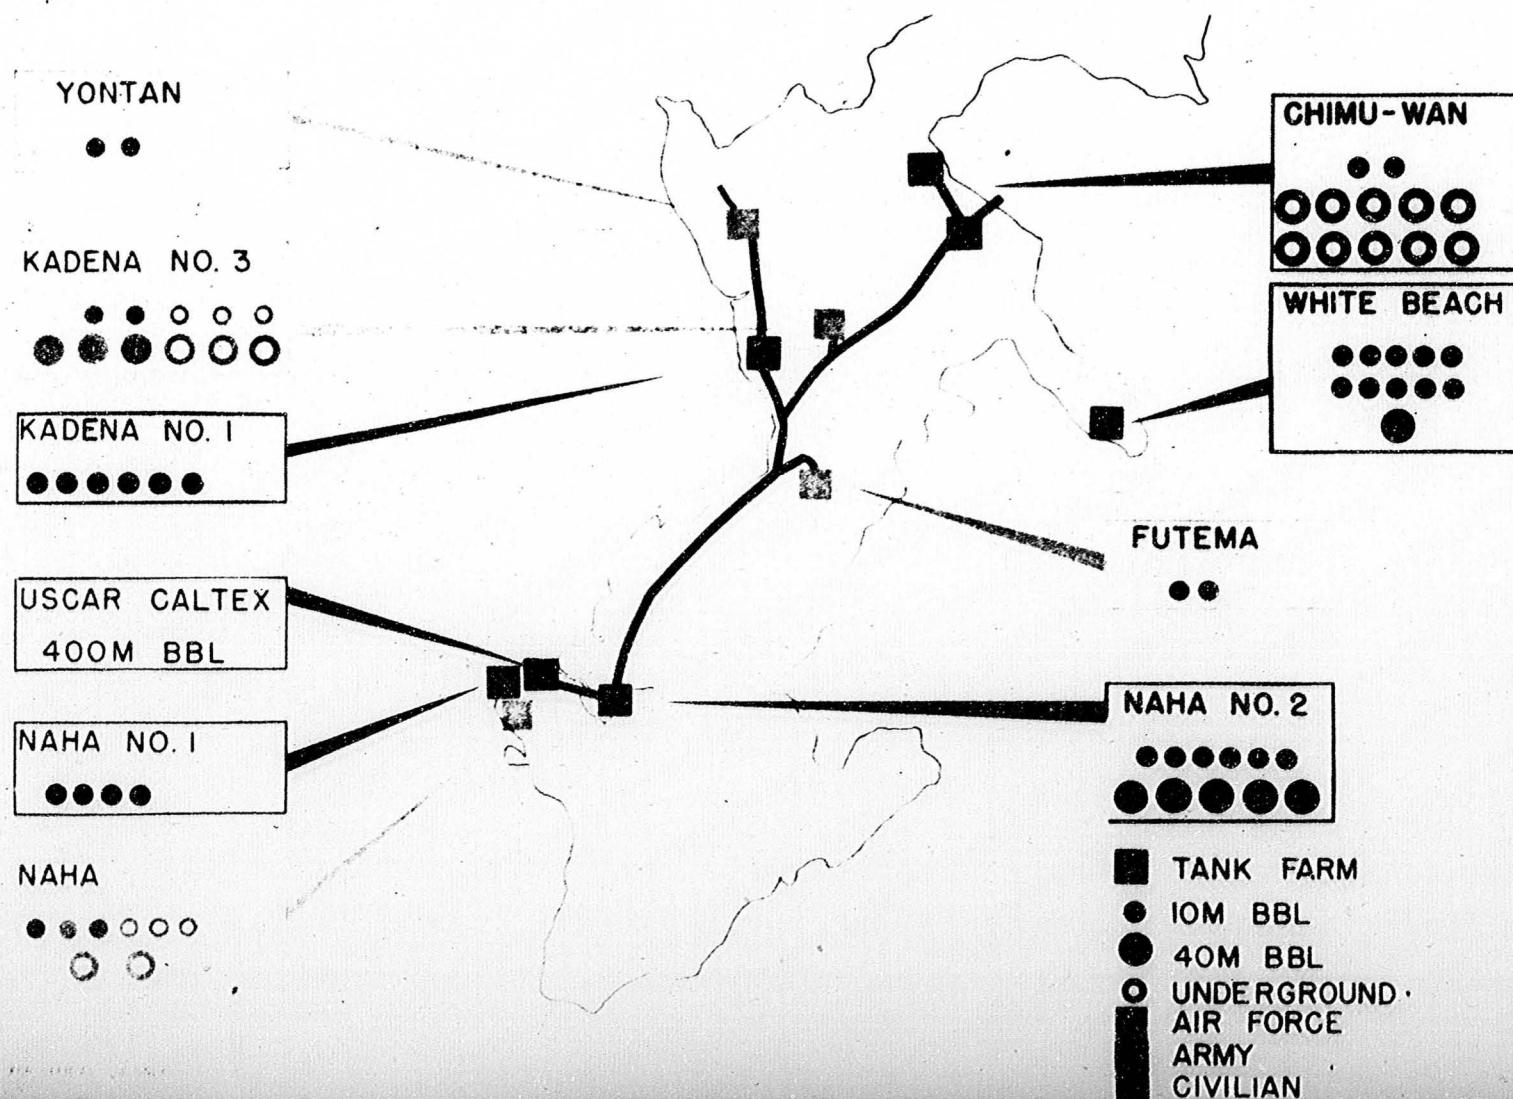 YONTAN
KADENA NO. 3
KADENA NO. 1
USCAR CALTEX
400M BBL
NAHA NO. 1
NAHA
CHIMU-WAN
WHITE BEACH
FUTEMA
NAHA NO. 2
TANK FARM
10M BBL
40M BBL
UNDERGROUND
AIR FORCE
ARMY
CIVILIAN